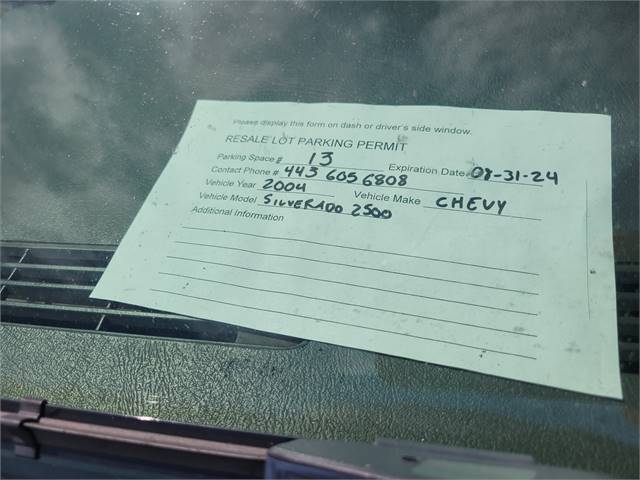 Please display this form on dash or driver's side window.
RESALE LOT PARKING PERMIT
Parking Space # 13 Expiration Date 08-31-24
Contact Phone # 443 605 6808
Vehicle Year 2004 Vehicle Make CHEVY
Vehicle Model SILVERADO 2500
Additional Information